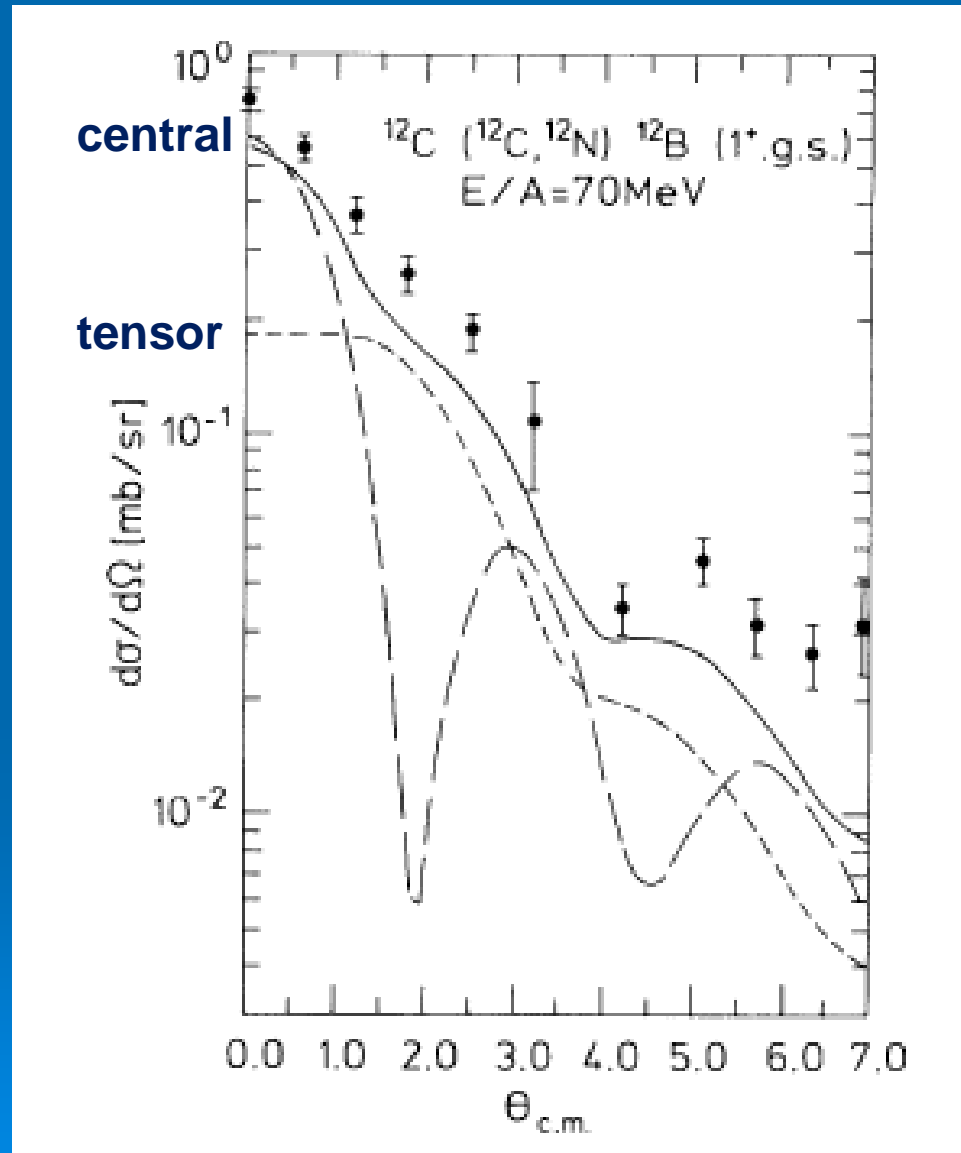 10⁰
central
¹²C (¹²C,¹²N) ¹²B (1⁺.g.s.)
E/A=70MeV
tensor
10⁻¹
dσ/dΩ [mb/sr]
10⁻²
0.0 1.0 2.0 3.0 4.0 5.0 6.0 7.0
Θc.m.